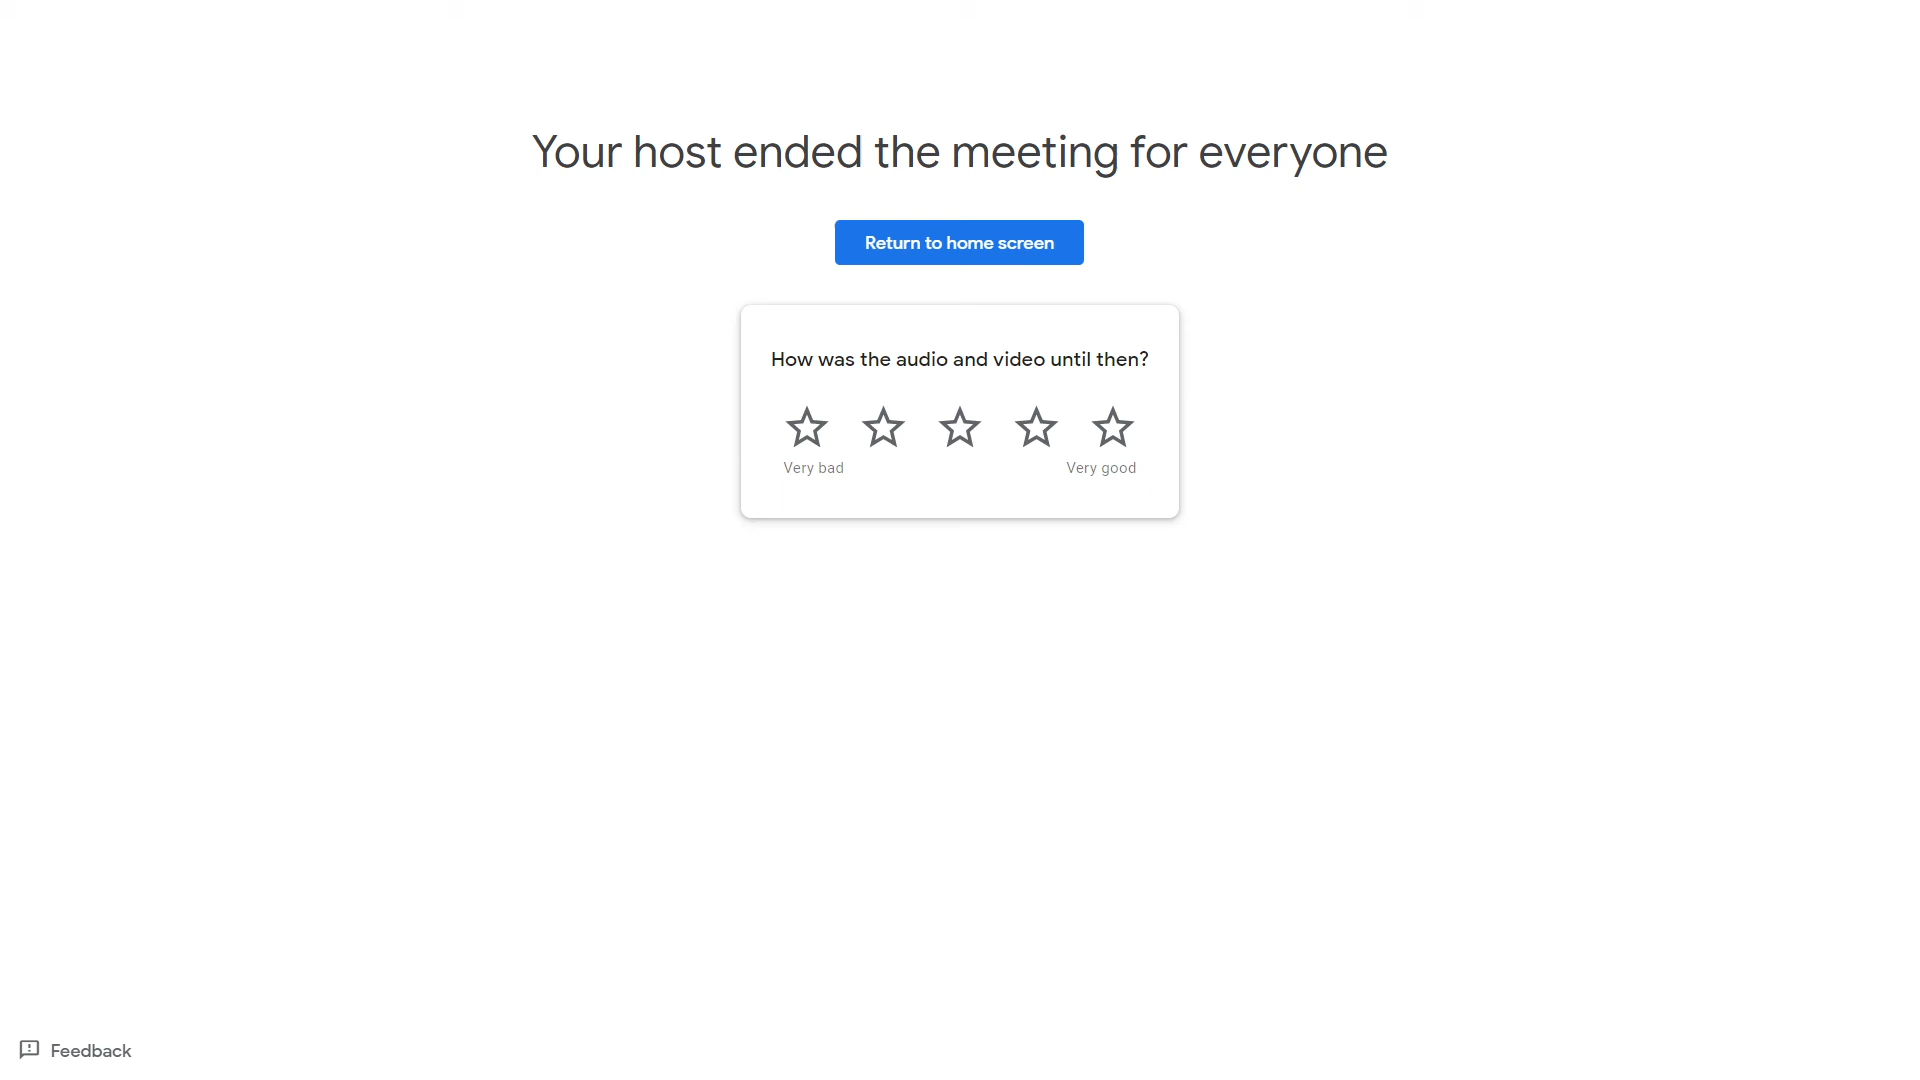 Your host ended the meeting for everyone
Return to home screen
How was the audio and video until then?
Very bad
Very good
Feedback